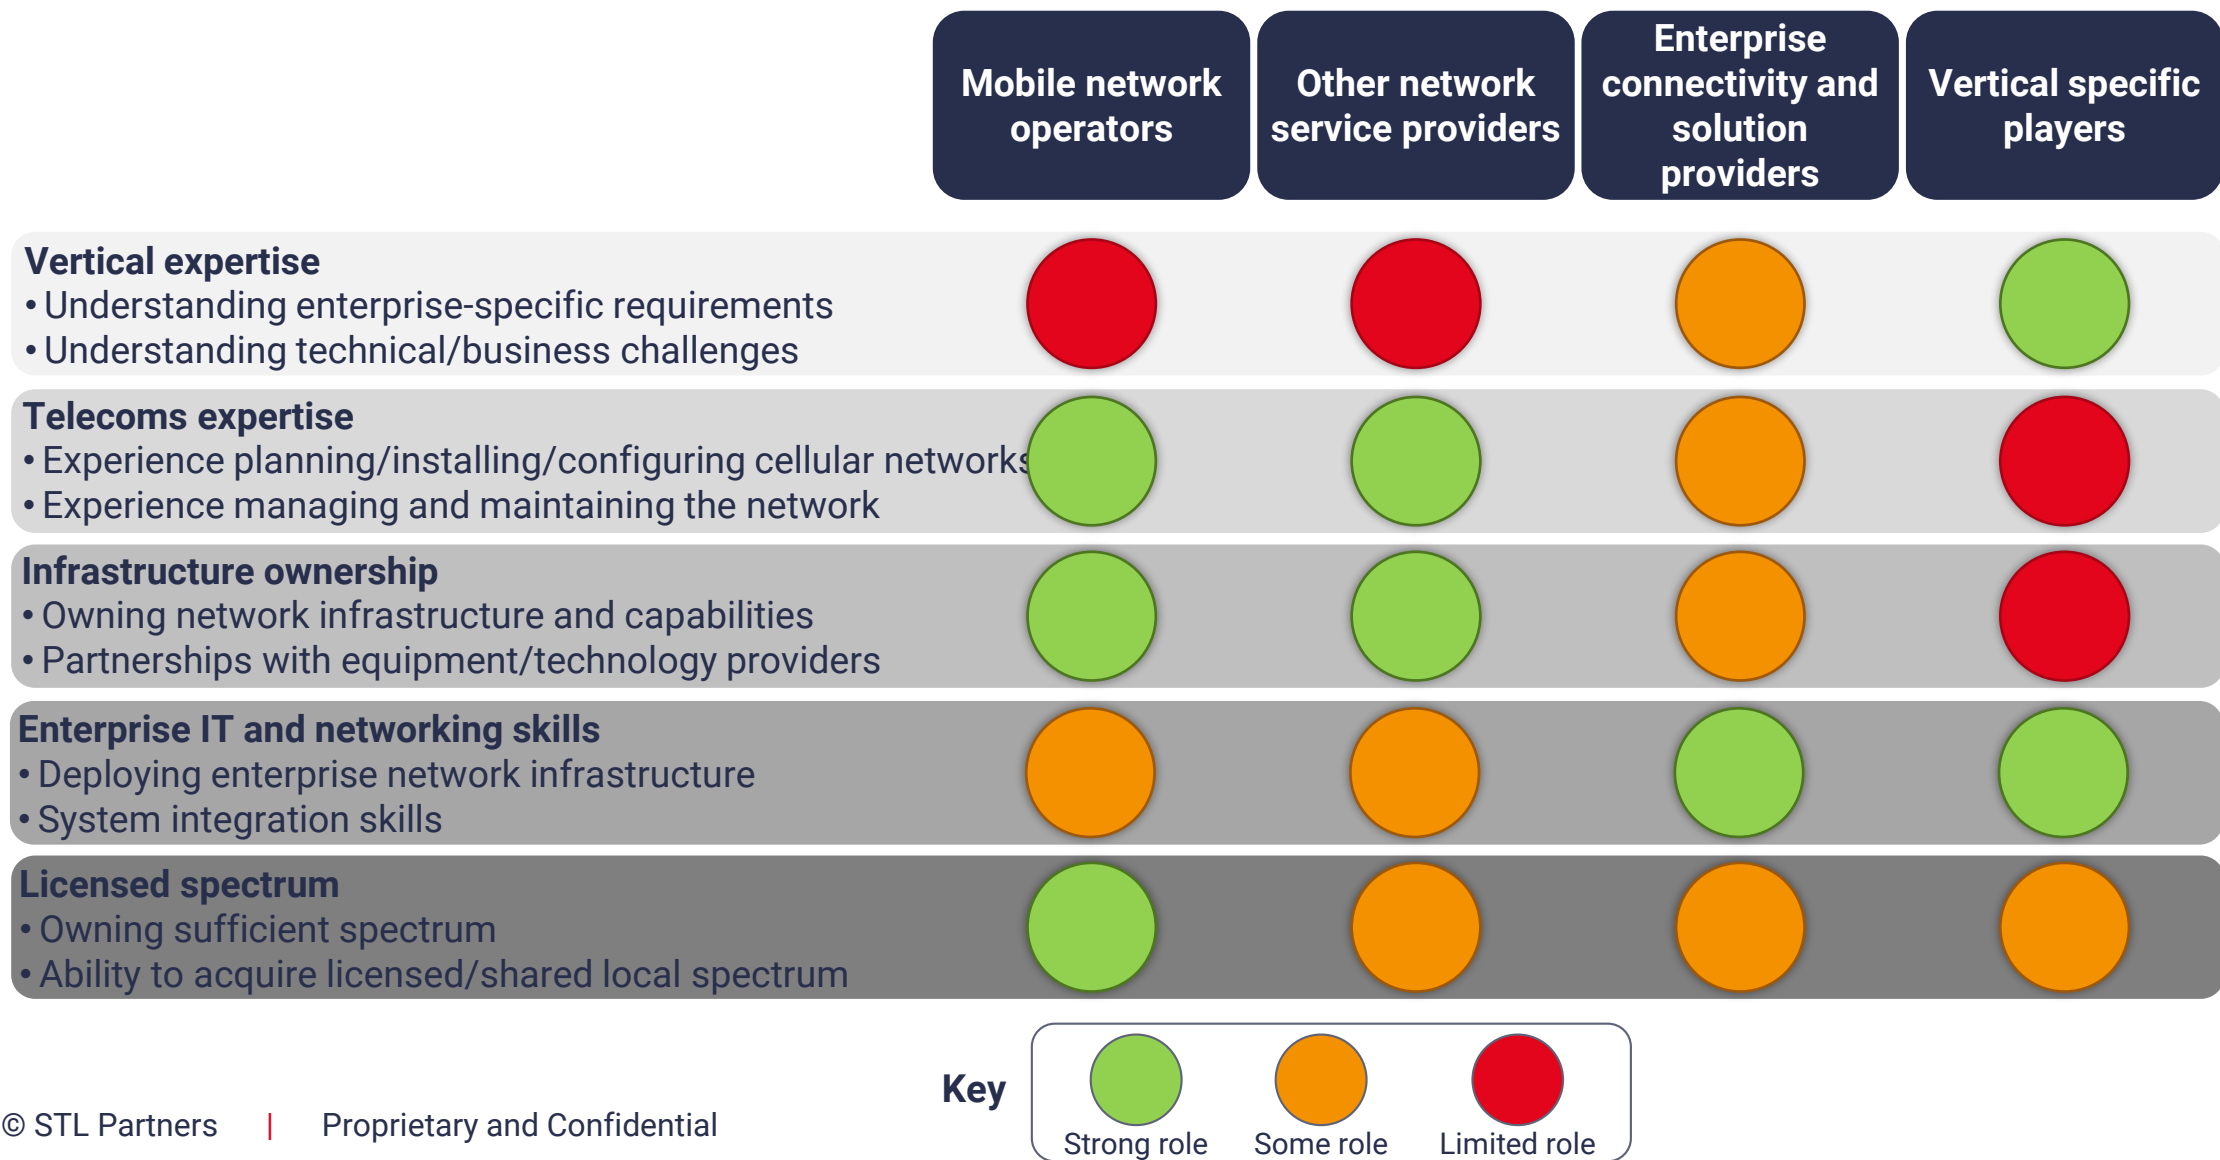 Mobile network
operators
Other network
service providers
Enterprise
connectivity and
solution
providers
Vertical specific
players
Vertical expertise
• Understanding enterprise-specific requirements
• Understanding technical/business challenges
Telecoms expertise
• Experience planning/installing/configuring cellular networks
• Experience managing and maintaining the network
Infrastructure ownership
• Owning network infrastructure and capabilities
• Partnerships with equipment/technology providers
Enterprise IT and networking skills
• Deploying enterprise network infrastructure
• System integration skills
Licensed spectrum
• Owning sufficient spectrum
• Ability to acquire licensed/shared local spectrum
Key
Strong role
Some role
Limited role
© STL Partners | Proprietary and Confidential